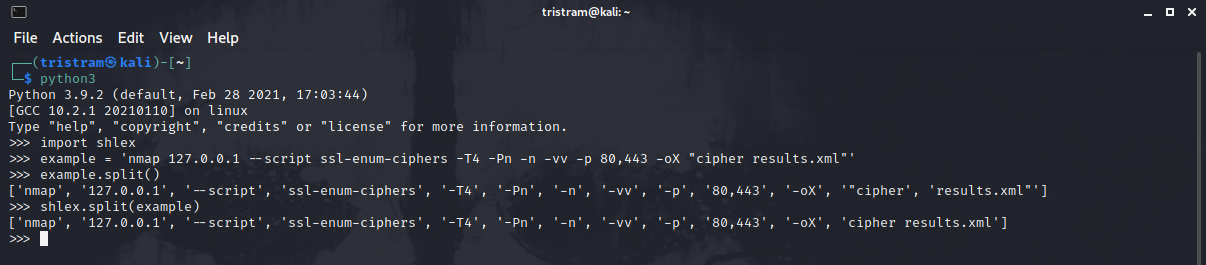 tristram@kali: ~
File Actions Edit View Help
┌──(tristram㉿kali)-[~]
└─$ python3
Python 3.9.2 (default, Feb 28 2021, 17:03:44)
[GCC 10.2.1 20210110] on linux
Type "help", "copyright", "credits" or "license" for more information.
>>> import shlex
>>> example = 'nmap 127.0.0.1 --script ssl-enum-ciphers -T4 -Pn -n -vv -p 80,443 -oX "cipher results.xml"'
>>> example.split()
['nmap', '127.0.0.1', '--script', 'ssl-enum-ciphers', '-T4', '-Pn', '-n', '-vv', '-p', '80,443', '-oX', '"cipher', 'results.xml"']
>>> shlex.split(example)
['nmap', '127.0.0.1', '--script', 'ssl-enum-ciphers', '-T4', '-Pn', '-n', '-vv', '-p', '80,443', '-oX', 'cipher results.xml']
>>>